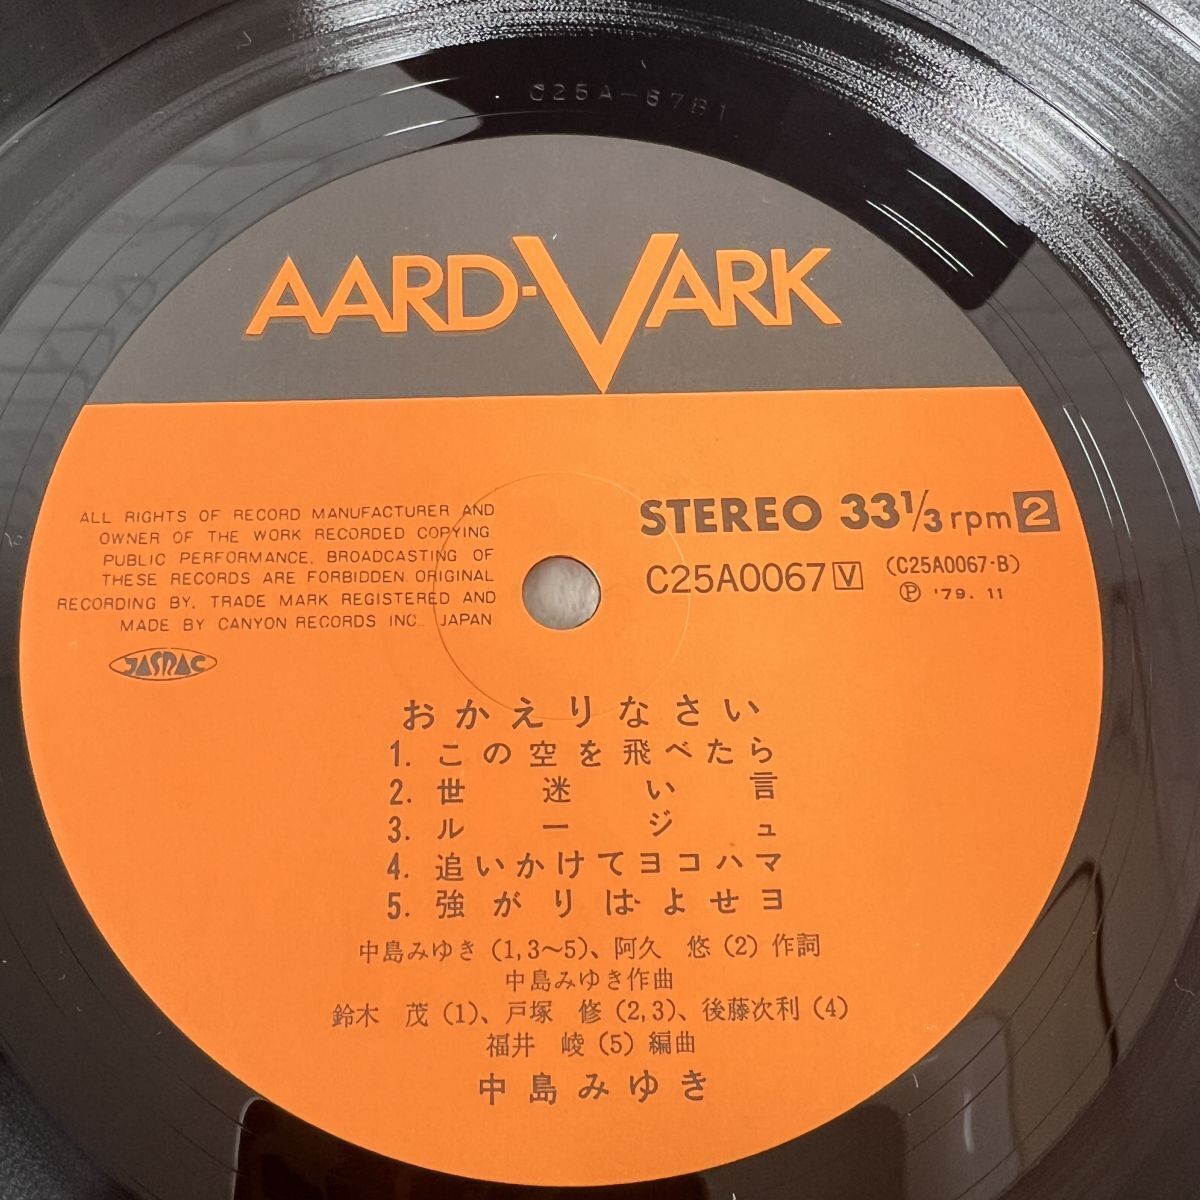 C25A-67B1
AARD-VARK
ALL RIGHTS OF RECORD MANUFACTURER AND
OWNER OF THE WORK RECORDED COPYING
PUBLIC PERFORMANCE, BROADCASTING OF
THESE RECORDS ARE FORBIDDEN. ORIGINAL
RECORDING BY, TRADE MARK REGISTERED AND
MADE BY CANYON RECORDS INC. JAPAN
JASRAC
STEREO 33 1/3 rpm 2
C25A0067 V (C25A0067-B)
Ⓟ '79. 11
おかえりなさい
1. この空を飛べたら
2. 世迷い言
3. ルージュ
4. 追いかけてヨコハマ
5. 強がりはよせヨ
中島みゆき (1,3〜5)、阿久 悠 (2) 作詞
中島みゆき作曲
鈴木 茂 (1)、戸塚 修 (2,3)、後藤次利 (4)
福井 崚 (5) 編曲
中島みゆき